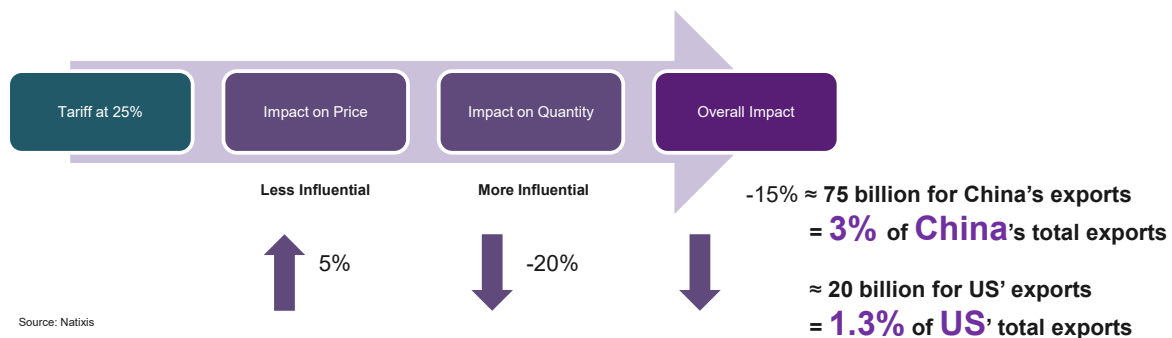 Tariff at 25%
Impact on Price
Impact on Quantity
Overall Impact
Less Influential
More Influential
5%
-20%
-15% ≈ 75 billion for China's exports
= 3% of China's total exports
≈ 20 billion for US' exports
= 1.3% of US' total exports
Source: Natixis